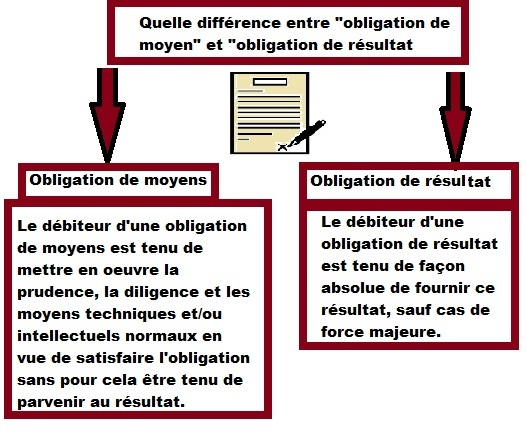 Quelle différence entre "obligation de
moyen" et "obligation de résultat
Obligation de moyens
Le débiteur d'une obligation
de moyens est tenu de
mettre en oeuvre la
prudence, la diligence et les
moyens techniques et/ou
intellectuels normaux en
vue de satisfaire l'obligation
sans pour cela être tenu de
parvenir au résultat.
Obligation de résultat
Le débiteur d'une
obligation de résultat
est tenu de façon
absolue de fournir ce
résultat, sauf cas de
force majeure.